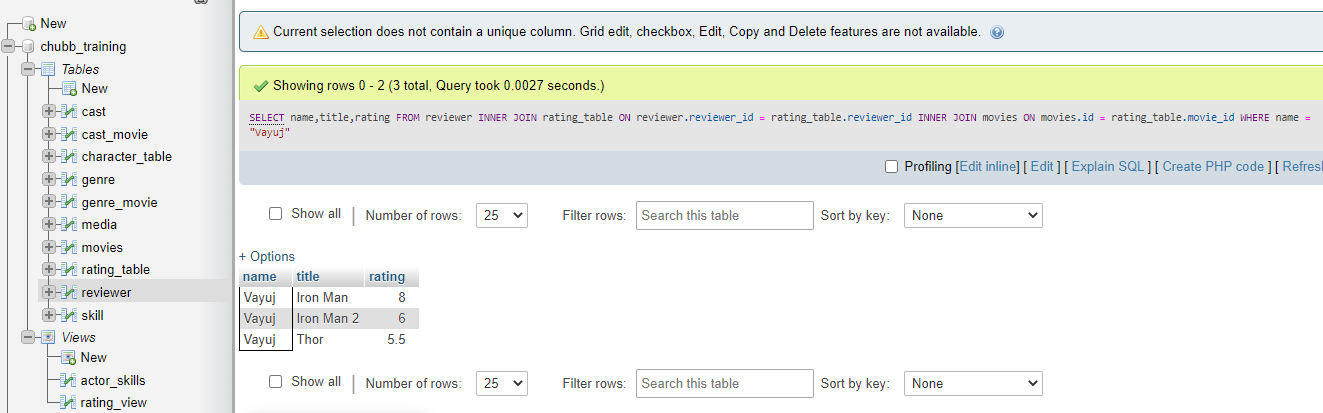 New
chubb_training
Tables
New
cast
cast_movie
character_table
genre
genre_movie
media
movies
rating_table
reviewer
skill
Views
New
actor_skills
rating_view
Current selection does not contain a unique column. Grid edit, checkbox, Edit, Copy and Delete features are not available.
Showing rows 0 - 2 (3 total, Query took 0.0027 seconds.)
SELECT name,title,rating FROM reviewer INNER JOIN rating_table ON reviewer.reviewer_id = rating_table.reviewer_id INNER JOIN movies ON movies.id = rating_table.movie_id WHERE name =
"Vayuj"
Profiling [Edit inline] [ Edit ] [ Explain SQL ] [ Create PHP code ] [ Refresh
Show all | Number of rows: 25 Filter rows: Search this table Sort by key: None
+ Options
name title rating
Vayuj Iron Man 8
Vayuj Iron Man 2 6
Vayuj Thor 5.5
Show all | Number of rows: 25 Filter rows: Search this table Sort by key: None